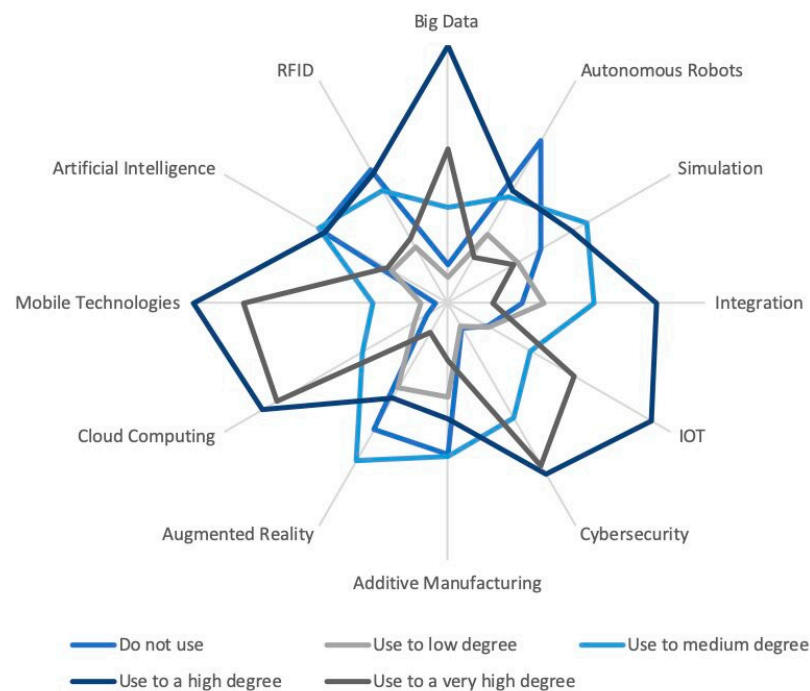 Big Data
RFID
Autonomous Robots
Artificial Intelligence
Simulation
Mobile Technologies
Integration
Cloud Computing
IOT
Augmented Reality
Cybersecurity
Additive Manufacturing
Do not use
Use to low degree
Use to medium degree
Use to a high degree
Use to a very high degree